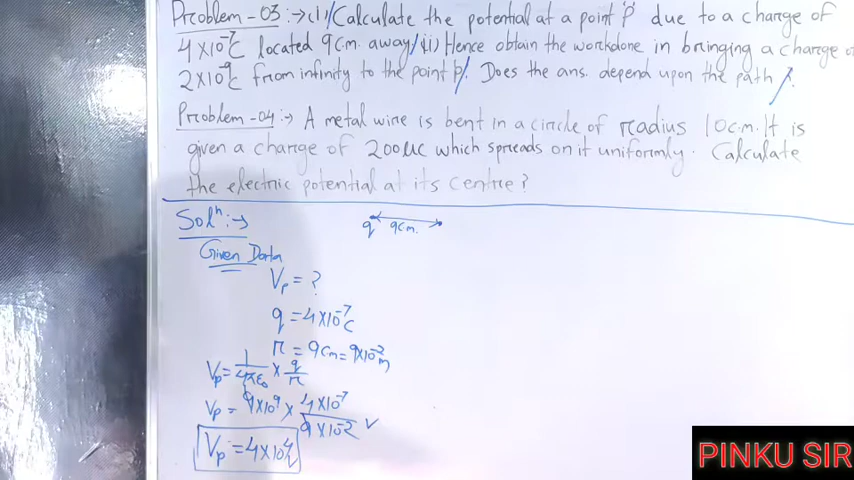 Problem-03:→(i) Calculate the potential at a point P due to a charge of
4×10⁻⁷C located 9cm. away/(ii) Hence obtain the workdone in bringing a charge of
2×10⁻⁹C from infinity to the point p/. Does the ans. depend upon the path/.
Problem-04:→ A metal wire is bent in a circle of radius 10c.m. It is
given a charge of 200μc which spreads on it uniformly. Calculate
the electric potential at its centre?
Solⁿ:→
q 9cm.
Given Data
Vp = ?
q = 4×10⁻⁷C
r = 9cm = 9×10⁻²m
Vp = 1/4πε₀ × q/r
Vp = 9×10⁹ × 4×10⁻⁷/9×10⁻² V
Vp = 4×10⁴
PINKU SIR